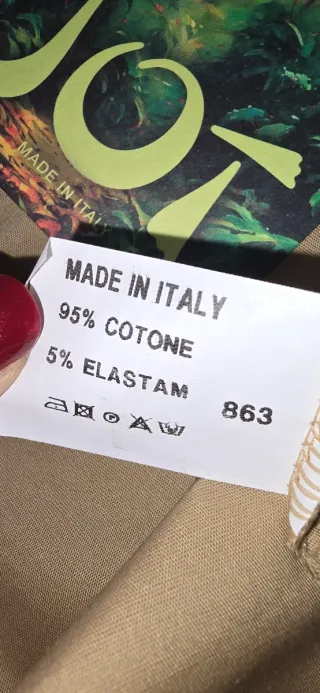 MADE IN ITALY
MADE IN ITALY
95% COTONE
5% ELASTAM
863